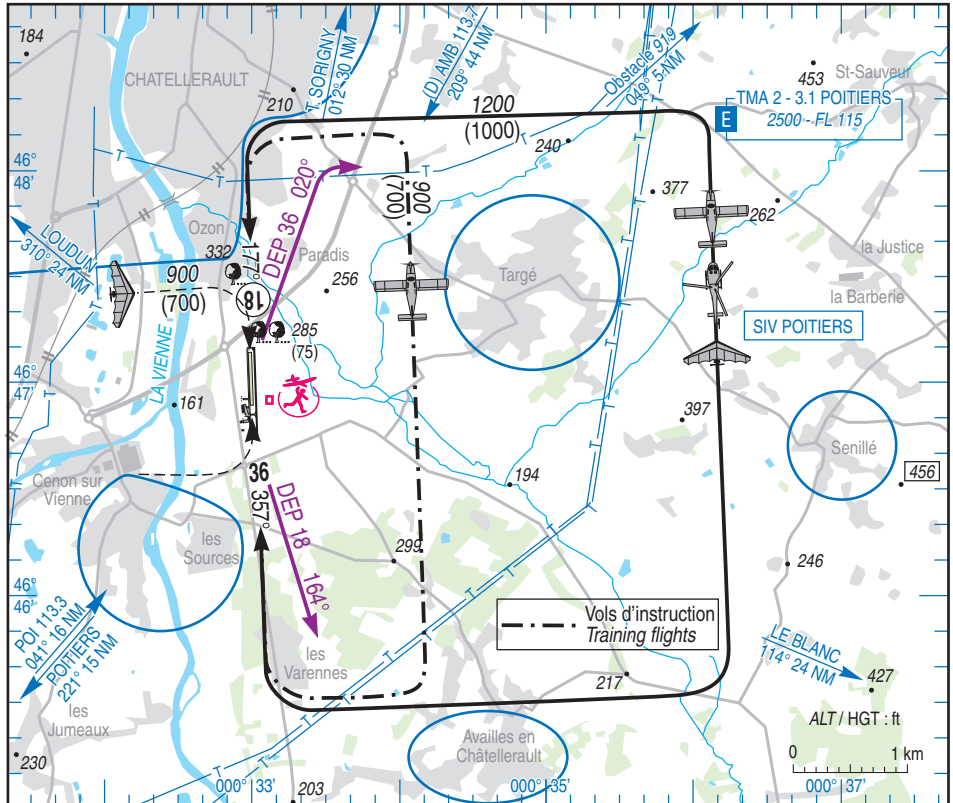 184
CHATELLERAULT
210
T. SORIGNY
012° 30 NM
(D) AMB 113.7
209° 44 NM
Obstacle 919
049° 5 NM
453
St-Sauveur
TMA 2 - 3.1 POITIERS
E
2500 - FL 115
1200
(1000)
240
46°
48'
DEP 36 020°
900
(700)
377
262
Ozon
332
177°
Paradis
LOUDUN
310° 24 NM
900
(700)
18
256
Targé
la Justice
la Barberie
285
(75)
SIV POITIERS
LA VIENNE
46°
47'
161
397
Senillé
Cenon sur
Vienne
36
357°
194
456
DEP 18 164°
les
Sources
299
246
46°
46'
POI 113.3
041° 16 NM
POITIERS
221° 15 NM
Vols d'instruction
Training flights
les
Varennes
LE BLANC
114° 24 NM
217
427
les
Jumeaux
ALT / HGT : ft
Availles en
Châtellerault
230
0 1 km
000° 33'
000° 35'
000° 37'
203
T
T
T
T
T
T
T
T
T
T
T
T
T
T